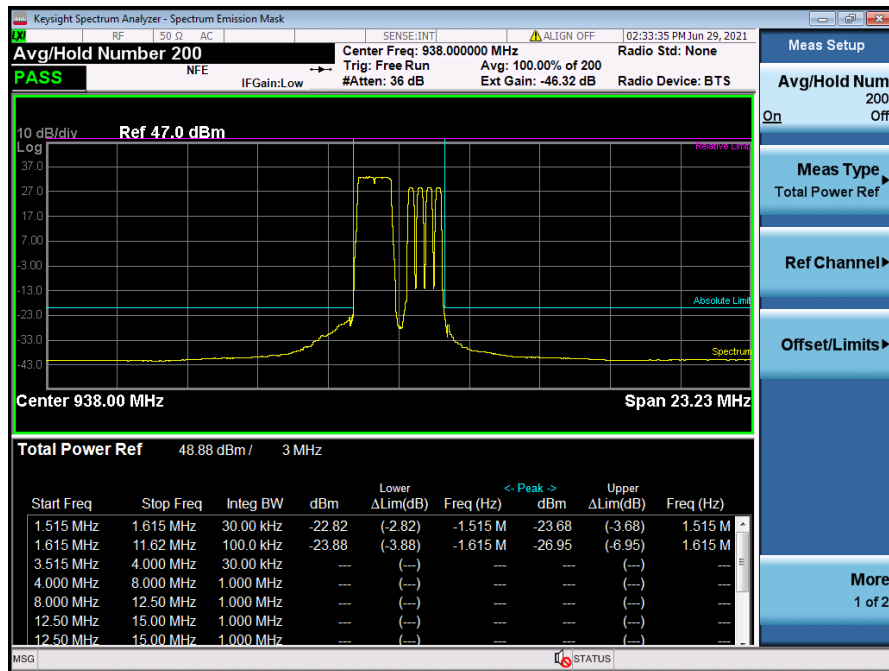 Keysight Spectrum Analyzer - Spectrum Emission Mask
LXI RF 50 Ω AC SENSE:INT ALIGN OFF 02:33:35 PM Jun 29, 2021
Avg/Hold Number 200 Center Freq: 938.000000 MHz Radio Std: None
Trig: Free Run Avg: 100.00% of 200
PASS NFE IFGain:Low #Atten: 36 dB Ext Gain: -46.32 dB Radio Device: BTS
10 dB/div Ref 47.0 dBm
Log Relative Limit
37.0
27.0
17.0
7.00
-3.00
-13.0
Absolute Limit
-23.0
-33.0
Spectrum
-43.0
Center 938.00 MHz Span 23.23 MHz
Total Power Ref 48.88 dBm / 3 MHz
Lower <- Peak -> Upper
Start Freq Stop Freq Integ BW dBm ΔLim(dB) Freq (Hz) dBm ΔLim(dB) Freq (Hz)
1.515 MHz 1.615 MHz 30.00 kHz -22.82 (-2.82) -1.515 M -23.68 (-3.68) 1.515 M
1.615 MHz 11.62 MHz 100.0 kHz -23.88 (-3.88) -1.615 M -26.95 (-6.95) 1.615 M
3.515 MHz 4.000 MHz 30.00 kHz --- (---) --- --- (---) ---
4.000 MHz 8.000 MHz 1.000 MHz --- (---) --- --- (---) ---
8.000 MHz 12.50 MHz 1.000 MHz --- (---) --- --- (---) ---
12.50 MHz 15.00 MHz 1.000 MHz --- (---) --- --- (---) ---
12.50 MHz 15.00 MHz 1.000 MHz --- (---) --- --- (---) ---
MSG STATUS
Meas Setup
Avg/Hold Num
200
On Off
Meas Type
Total Power Ref
Ref Channel
Offset/Limits
More
1 of 2